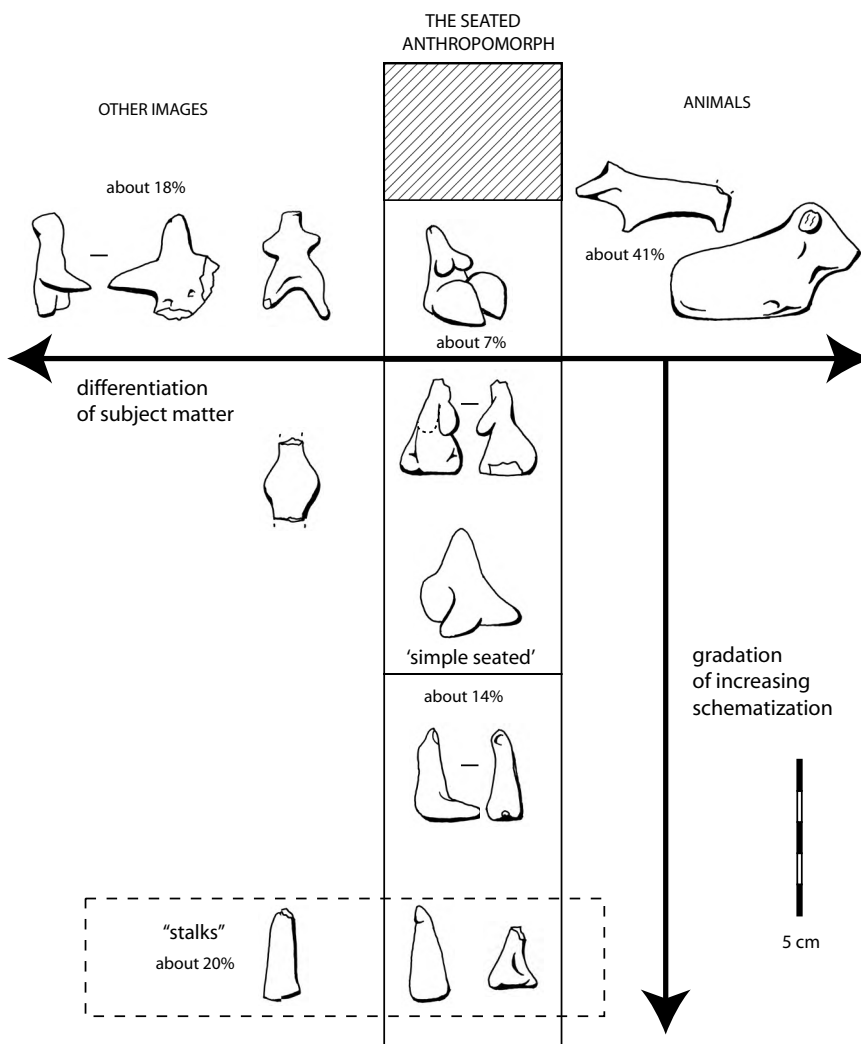 THE SEATED
ANTHROPOMORPH
OTHER IMAGES
ANIMALS
about 18%
about 41%
about 7%
differentiation
of subject matter
'simple seated'
about 14%
gradation
of increasing
schematization
"stalks"
about 20%
5 cm